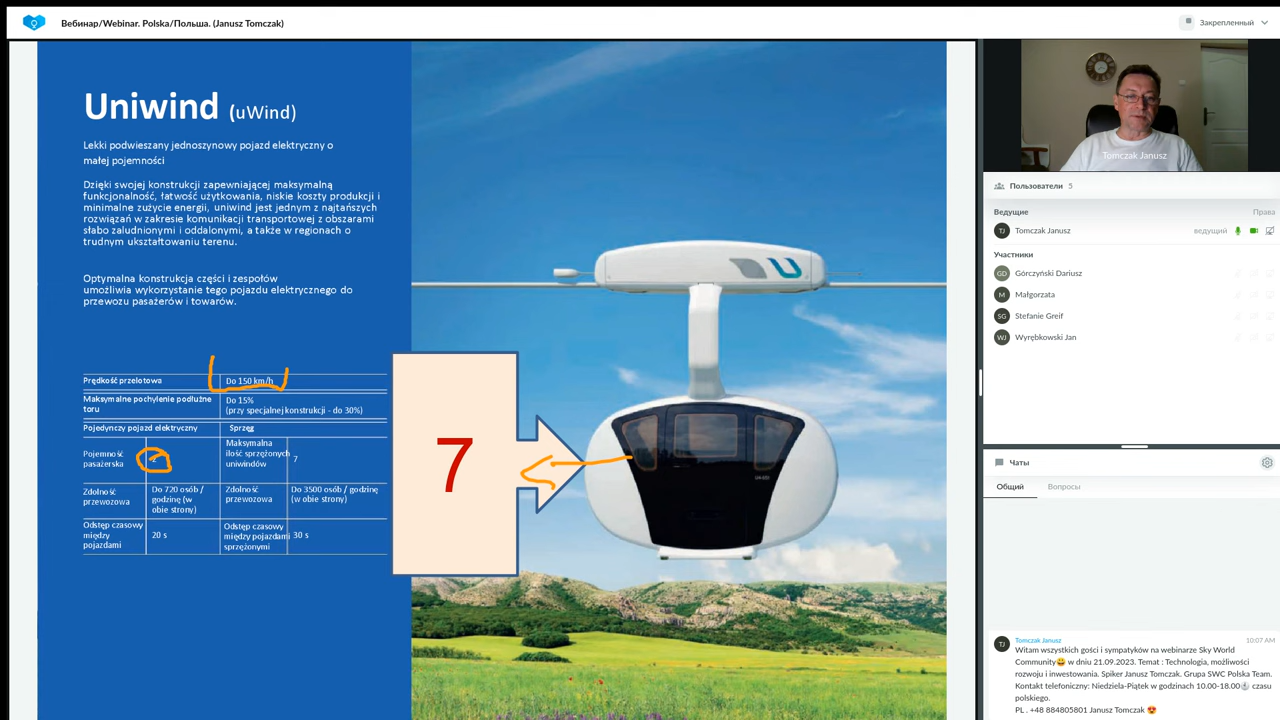 Вебинар/Webinar. Polska/Польша. (Janusz Tomczak)
Закрепленный
Uniwind (uWind)
Lekki podwieszany jednoszynowy pojazd elektryczny o
małej pojemności
Dzięki swojej konstrukcji zapewniającej maksymalną
funkcjonalność, łatwość użytkowania, niskie koszty produkcji i
minimalne zużycie energii, uniwind jest jednym z najtańszych
rozwiązań w zakresie komunikacji transportowej z obszarami
słabo zaludnionymi i oddalonymi, a także w regionach o
trudnym ukształtowaniu terenu.
Optymalna konstrukcja części i zespołów
umożliwia wykorzystanie tego pojazdu elektrycznego do
przewozu pasażerów i towarów.
Prędkość przelotowa
Do 150 km/h
Maksymalne pochylenie podłużne
toru
Do 15%
(przy specjalnej konstrukcji - do 30%)
Pojedynczy pojazd elektryczny
Sprzęg
Pojemność
pasażerska
Maksymalna
ilość sprzężonych
uniwindów
7
Zdolność
przewozowa
Do 720 osób /
godzinę (w
obie strony)
Zdolność
przewozowa
Do 3500 osób / godzinę
(w obie strony)
Odstęp czasowy
między
pojazdami
20 s
Odstęp czasowy
między pojazdami
sprzężonymi
30 s
7
Tomczak Janusz
Пользователи 5
Ведущие
Права
TJ Tomczak Janusz
ведущий
Участники
GD Górczyński Dariusz
M Małgorzata
SG Stefanie Greif
WJ Wyrębkowski Jan
Чаты
Общий
Вопросы
TJ Tomczak Janusz
10:07 AM
Witam wszystkich gości i sympatyków na webinarze Sky World
Community😀 w dniu 21.09.2023. Temat : Technologia, możliwości
rozwoju i inwestowania. Spiker Janusz Tomczak. Grupa SWC Polska Team.
Kontakt telefoniczny: Niedziela-Piątek w godzinach 10.00-18.00 czasu
polskiego.
PL . +48 884805801 Janusz Tomczak 😍